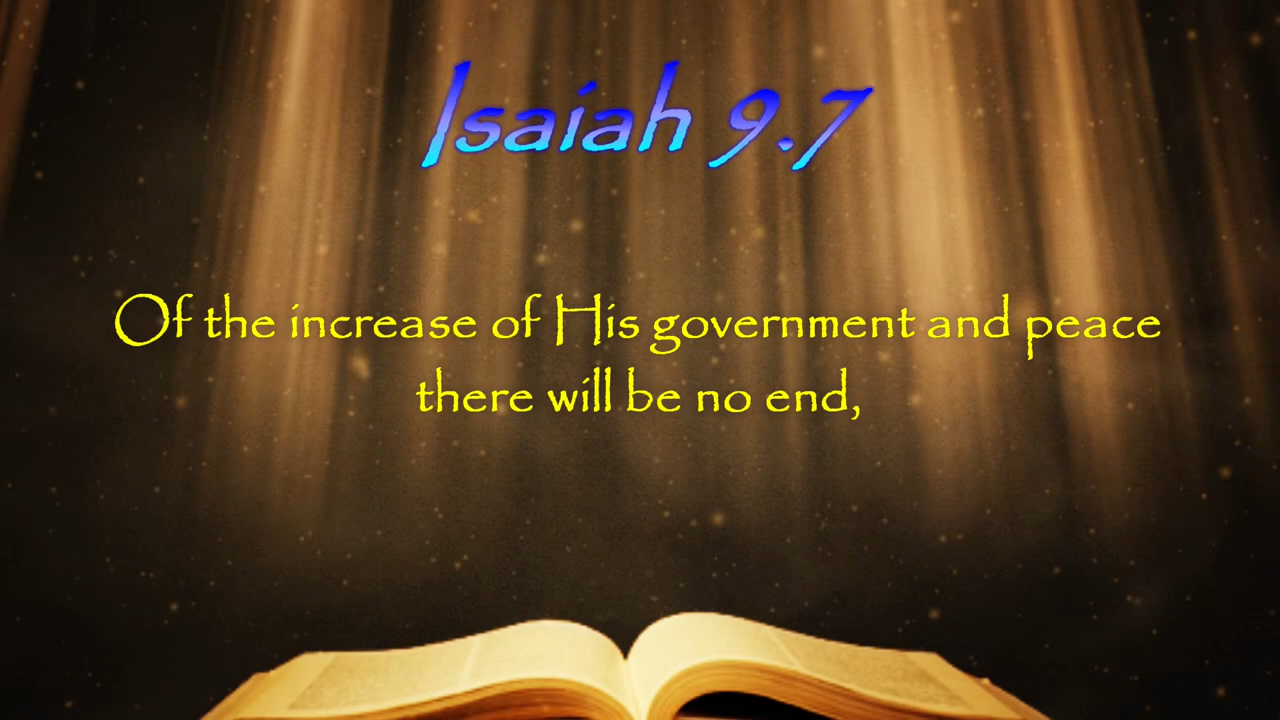 Isaiah 9.7
Of the increase of His government and peace
there will be no end,